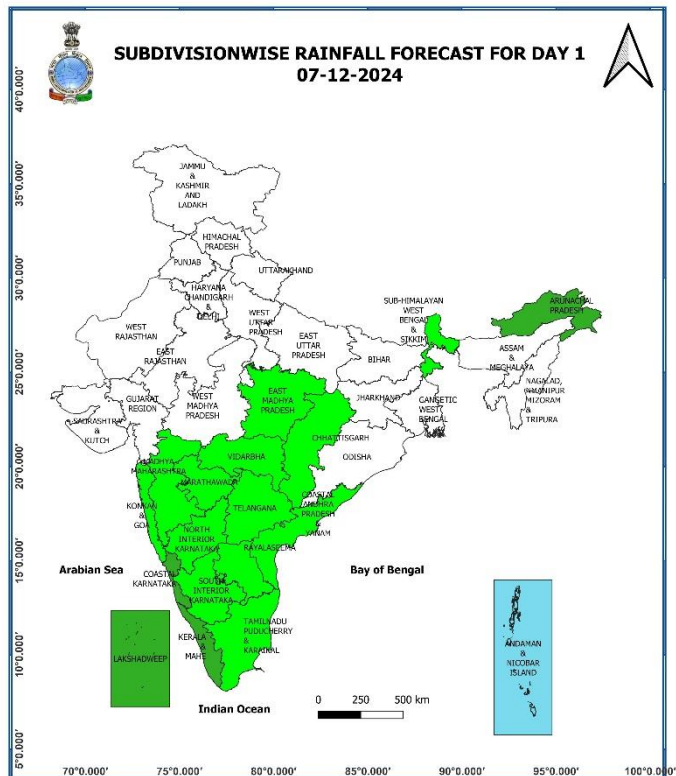 SUBDIVISIONWISE RAINFALL FORECAST FOR DAY 1
07-12-2024
40°0.000'
35°0.000'
30°0.000'
25°0.000'
20°0.000'
15°0.000'
10°0.000'
5°0.000'
JAMMU
&
KASHMIR
AND
LADAKH
HIMACHAL
PRADESH
PUNJAB
UTTARAKHAND
HARYANA
CHANDIGARH
&
DELHI
WEST
UTTAR
PRADESH
EAST
UTTAR
PRADESH
WEST
RAJASTHAN
EAST
RAJASTHAN
SUB-HIMALAYAN
WEST
BENGAL
&
SIKKIM
ARUNACHAL
PRADESH
ASSAM
&
MEGHALAYA
NAGALAD,
MANIPUR
MIZORAM
&
TRIPURA
BIHAR
JHARKHAND
GANGETIC
WEST
BENGAL
GUJARAT
REGION
SAURASHTRA
&
KUTCH
WEST
MADHYA
PRADESH
EAST
MADHYA
PRADESH
CHHATTISGARH
ODISHA
VIDARBHA
MADHYA
MAHARASHTRA
MARATHAWADA
KONKAN
&
GOA
TELANGANA
COASTAL
ANDHRA
PRADESH
&
YANAM
NORTH
INTERIOR
KARNATAKA
RAYALASEEMA
COASTAL
KARNATAKA
SOUTH
INTERIOR
KARNATAKA
KERALA
&
MAHE
TAMILNADU
PUDUCHERRY
&
KARAIKAL
LAKSHADWEEP
ANDAMAN
&
NICOBAR
ISLAND
Arabian Sea
Bay of Bengal
Indian Ocean
0 250 500 km
70°0.000' 75°0.000' 80°0.000' 85°0.000' 90°0.000' 95°0.000' 100°0.000'